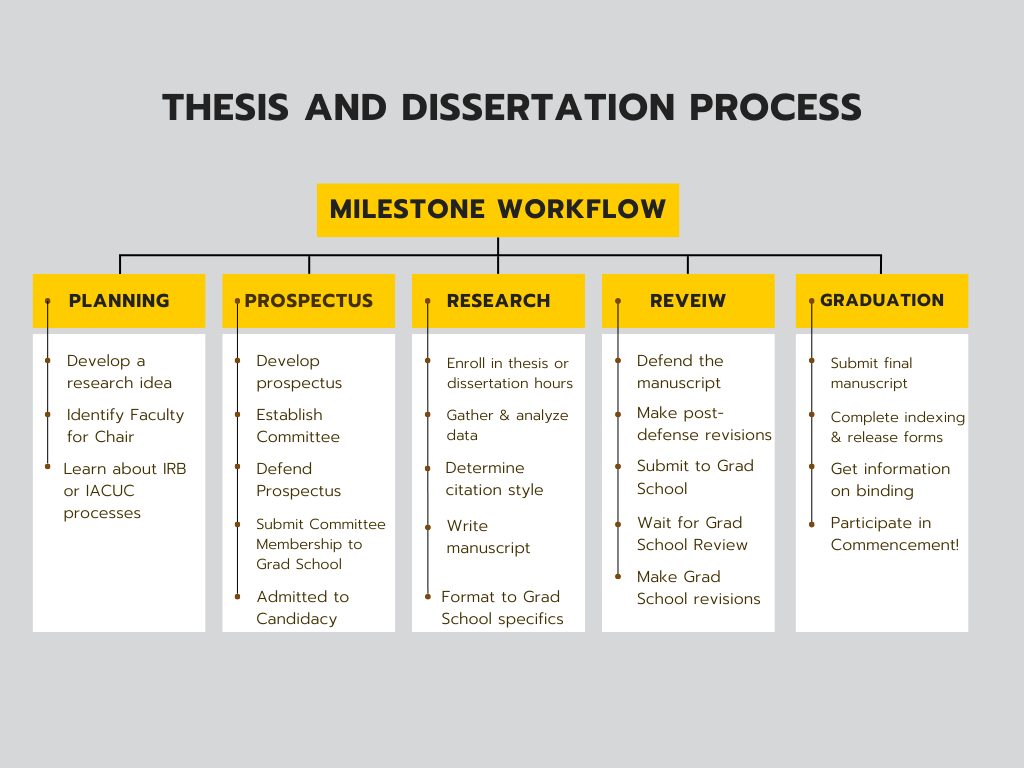 THESIS AND DISSERTATION PROCESS
MILESTONE WORKFLOW
PLANNING
Develop a
research idea
Identify Faculty
for Chair
Learn about IRB
or IACUC
processes
PROSPECTUS
Develop
prospectus
Establish
Committee
Defend
Prospectus
Submit Committee
Membership to
Grad School
Admitted to
Candidacy
RESEARCH
Enroll in thesis or
dissertation hours
Gather & analyze
data
Determine
citation style
Write
manuscript
Format to Grad
School specifics
REVEIW
Defend the
manuscript
Make post-
defense revisions
Submit to Grad
School
Wait for Grad
School Review
Make Grad
School revisions
GRADUATION
Submit final
manuscript
Complete indexing
& release forms
Get information
on binding
Participate in
Commencement!